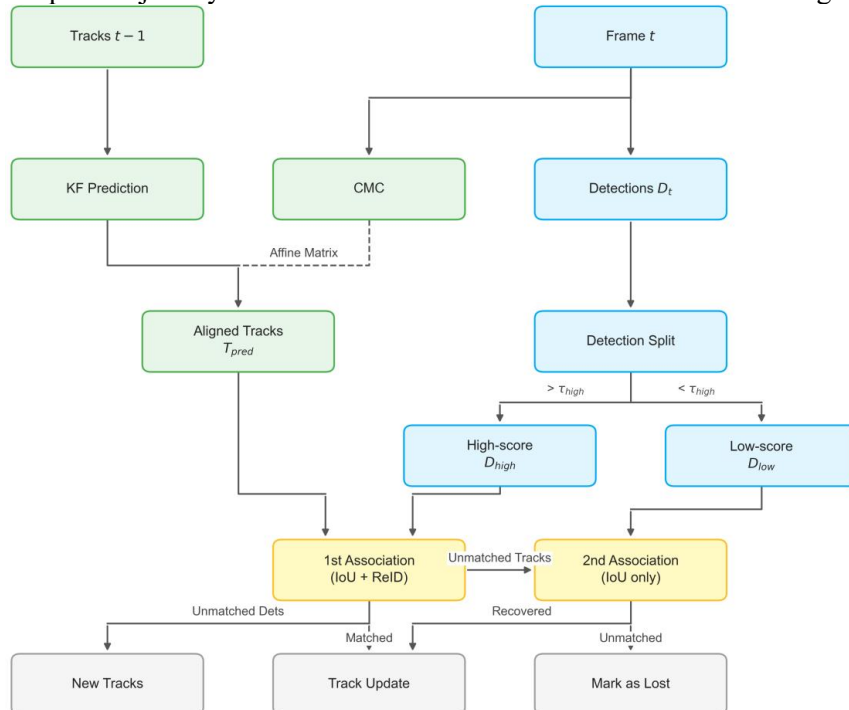 Tracks t − 1
Frame t
KF Prediction
CMC
Detections D_t
Affine Matrix
Aligned Tracks
T_pred
Detection Split
> τ_high
< τ_high
High-score
D_high
Low-score
D_low
1st Association
(IoU + ReID)
Unmatched Tracks
2nd Association
(IoU only)
Unmatched Dets
Recovered
Matched
Unmatched
New Tracks
Track Update
Mark as Lost